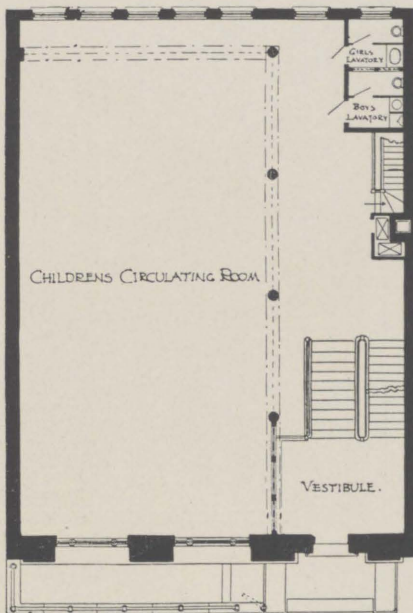 GIRLS
LAVATORY
BOYS
LAVATORY
CHILDRENS CIRCULATING ROOM
VESTIBULE.